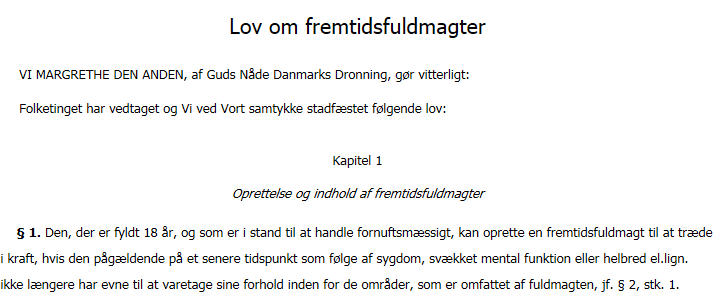 Lov om fremtidsfuldmagter
VI MARGRETHE DEN ANDEN, af Guds Nåde Danmarks Dronning, gør vitterligt:
Folketinget har vedtaget og Vi ved Vort samtykke stadfæstet følgende lov:
Kapitel 1
Oprettelse og indhold af fremtidsfuldmagter
§ 1. Den, der er fyldt 18 år, og som er i stand til at handle fornuftsmæssigt, kan oprette en fremtidsfuldmagt til at træde
i kraft, hvis den pågældende på et senere tidspunkt som følge af sygdom, svækket mental funktion eller helbred el.lign.
ikke længere har evne til at varetage sine forhold inden for de områder, som er omfattet af fuldmagten, jf. § 2, stk. 1.